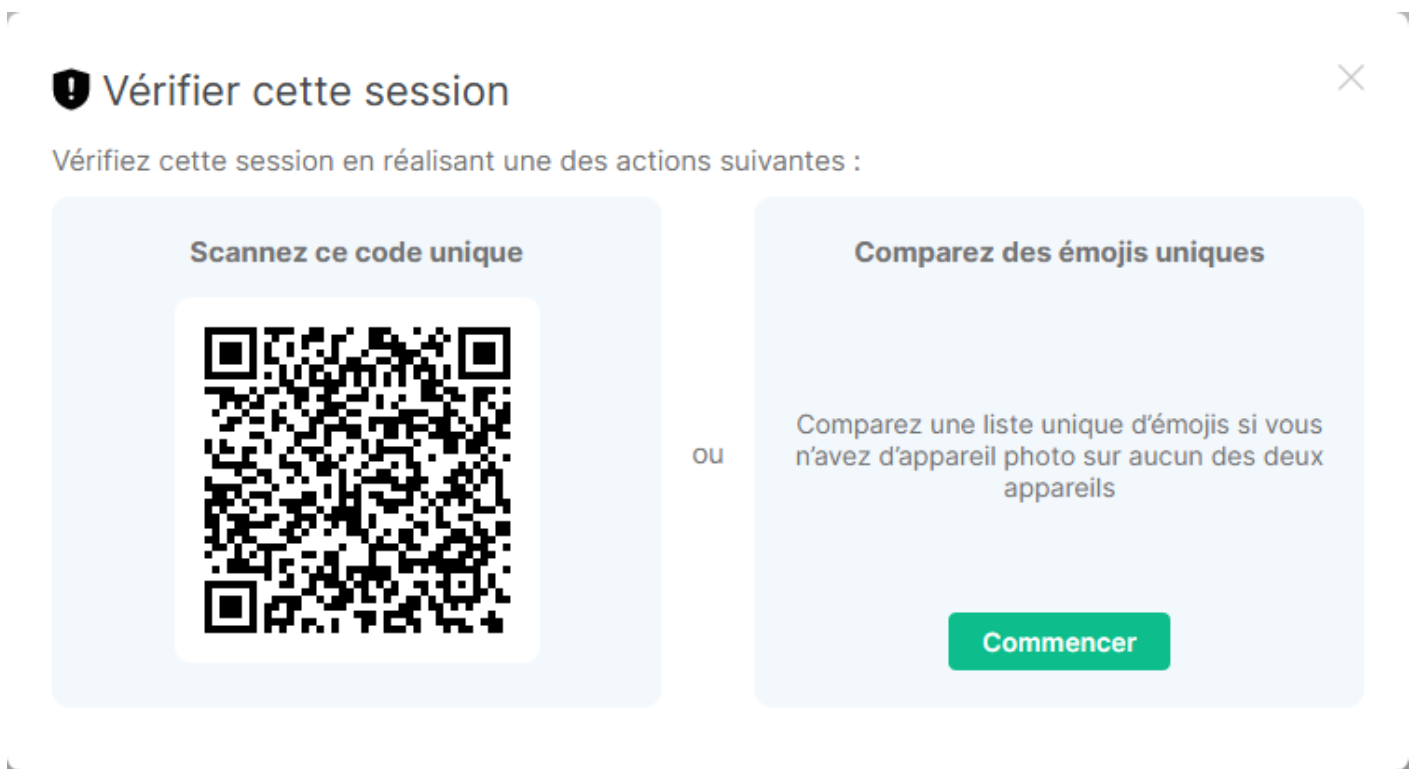 Vérifier cette session
Vérifiez cette session en réalisant une des actions suivantes :
Scannez ce code unique
ou
Comparez des émojis uniques
Comparez une liste unique d’émojis si vous
n’avez d’appareil photo sur aucun des deux
appareils
Commencer